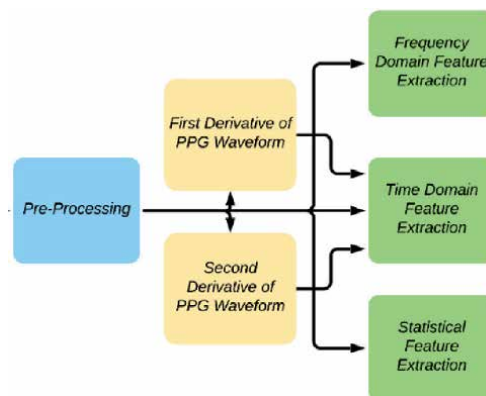 Frequency
Domain Feature
Extraction
First Derivative of
PPG Waveform
Pre-Processing
Time Domain
Feature
Extraction
Second
Derivative of
PPG Waveform
Statistical
Feature
Extraction